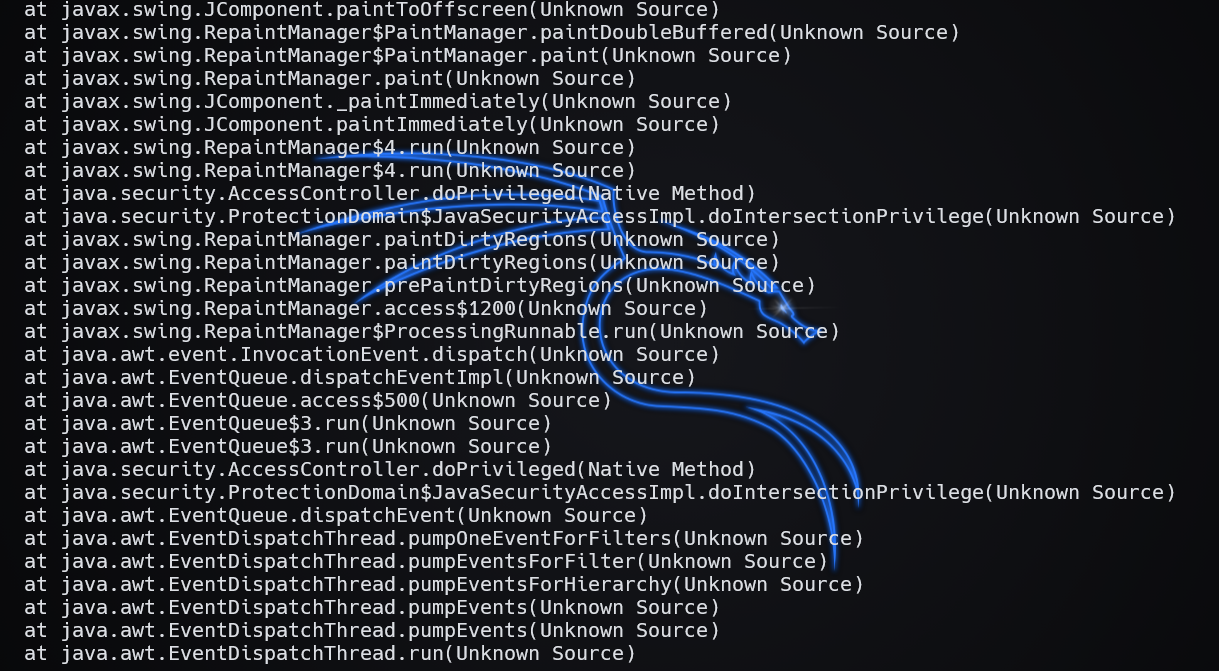 at javax.swing.JComponent.paintToOffscreen(Unknown Source)
at javax.swing.RepaintManager$PaintManager.paintDoubleBuffered(Unknown Source)
at javax.swing.RepaintManager$PaintManager.paint(Unknown Source)
at javax.swing.RepaintManager.paint(Unknown Source)
at javax.swing.JComponent._paintImmediately(Unknown Source)
at javax.swing.JComponent.paintImmediately(Unknown Source)
at javax.swing.RepaintManager$4.run(Unknown Source)
at javax.swing.RepaintManager$4.run(Unknown Source)
at java.security.AccessController.doPrivileged(Native Method)
at java.security.ProtectionDomain$JavaSecurityAccessImpl.doIntersectionPrivilege(Unknown Source)
at javax.swing.RepaintManager.paintDirtyRegions(Unknown Source)
at javax.swing.RepaintManager.paintDirtyRegions(Unknown Source)
at javax.swing.RepaintManager.prePaintDirtyRegions(Unknown Source)
at javax.swing.RepaintManager.access$1200(Unknown Source)
at javax.swing.RepaintManager$ProcessingRunnable.run(Unknown Source)
at java.awt.event.InvocationEvent.dispatch(Unknown Source)
at java.awt.EventQueue.dispatchEventImpl(Unknown Source)
at java.awt.EventQueue.access$500(Unknown Source)
at java.awt.EventQueue$3.run(Unknown Source)
at java.awt.EventQueue$3.run(Unknown Source)
at java.security.AccessController.doPrivileged(Native Method)
at java.security.ProtectionDomain$JavaSecurityAccessImpl.doIntersectionPrivilege(Unknown Source)
at java.awt.EventQueue.dispatchEvent(Unknown Source)
at java.awt.EventDispatchThread.pumpOneEventForFilters(Unknown Source)
at java.awt.EventDispatchThread.pumpEventsForFilter(Unknown Source)
at java.awt.EventDispatchThread.pumpEventsForHierarchy(Unknown Source)
at java.awt.EventDispatchThread.pumpEvents(Unknown Source)
at java.awt.EventDispatchThread.pumpEvents(Unknown Source)
at java.awt.EventDispatchThread.run(Unknown Source)